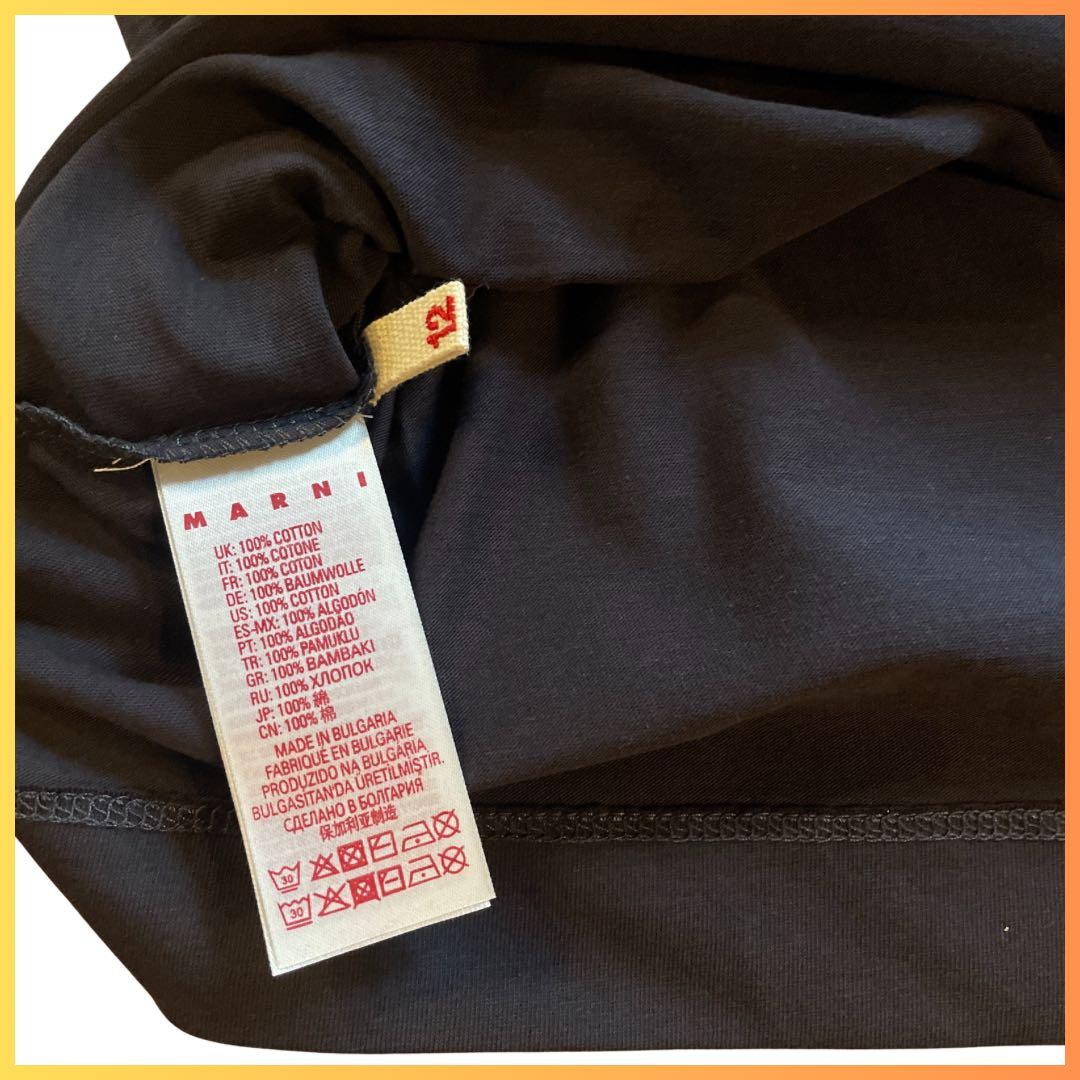 12
MARNI
UK: 100% COTTON
IT: 100% COTONE
FR: 100% COTON
DE: 100% BAUMWOLLE
US: 100% COTTON
ES-MX: 100% ALGODÓN
PT: 100% ALGODÃO
TR: 100% PAMUKLU
GR: 100% BAMBAKI
RU: 100% ХЛОПОК
JP: 100% 綿
CN: 100% 棉
MADE IN BULGARIA
FABRIQUÉ EN BULGARIE
PRODUZIDO NA BULGÁRIA
BULGASITAN'DA ÜRETİLMİŞTİR.
СДЕЛАНО В БОЛГАРИЯ
保加利亚制造
30
30